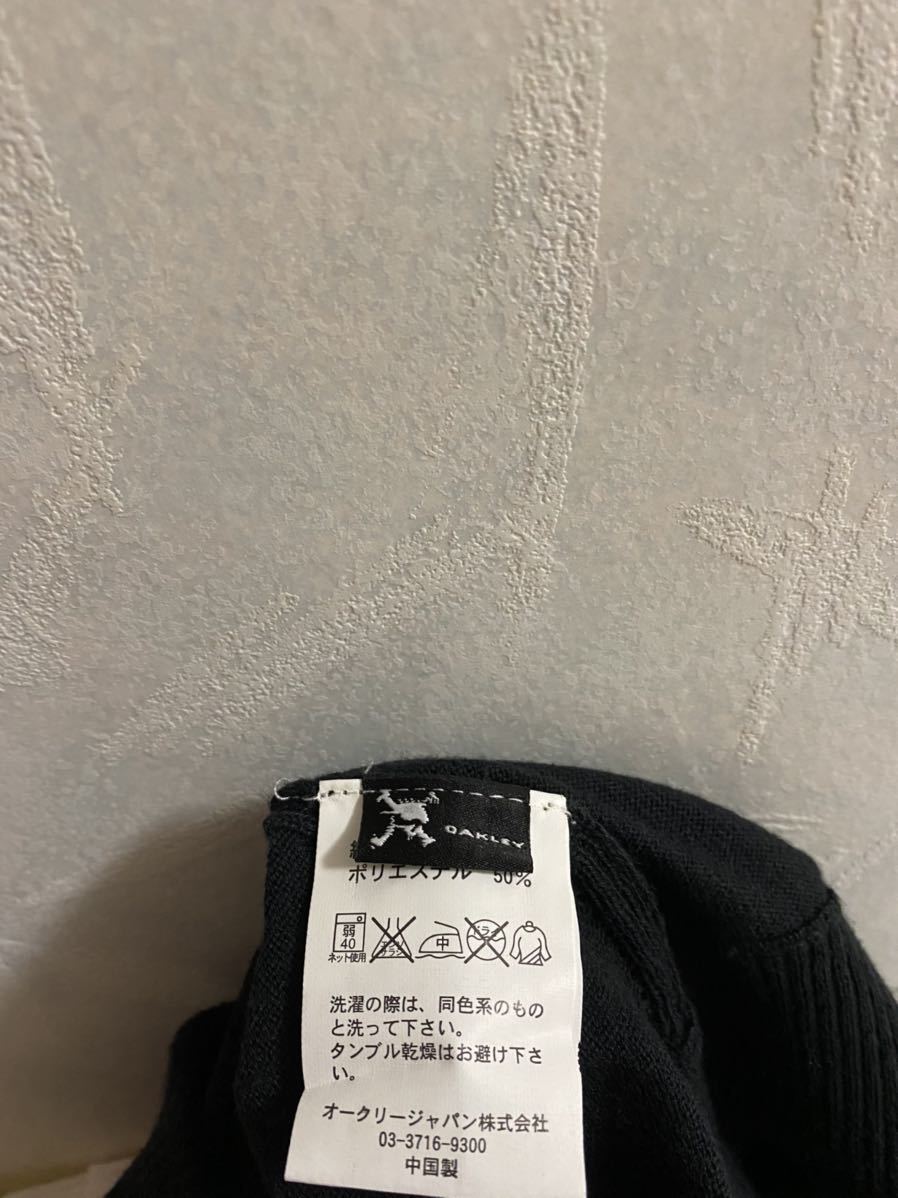 OAKLEY
ポリエステル 50%
弱
40
ネット使用
中
ドライ
洗濯の際は、同色系のもの
と洗って下さい。
タンブル乾燥はお避け下さ
い。
オークリージャパン株式会社
03-3716-9300
中国製